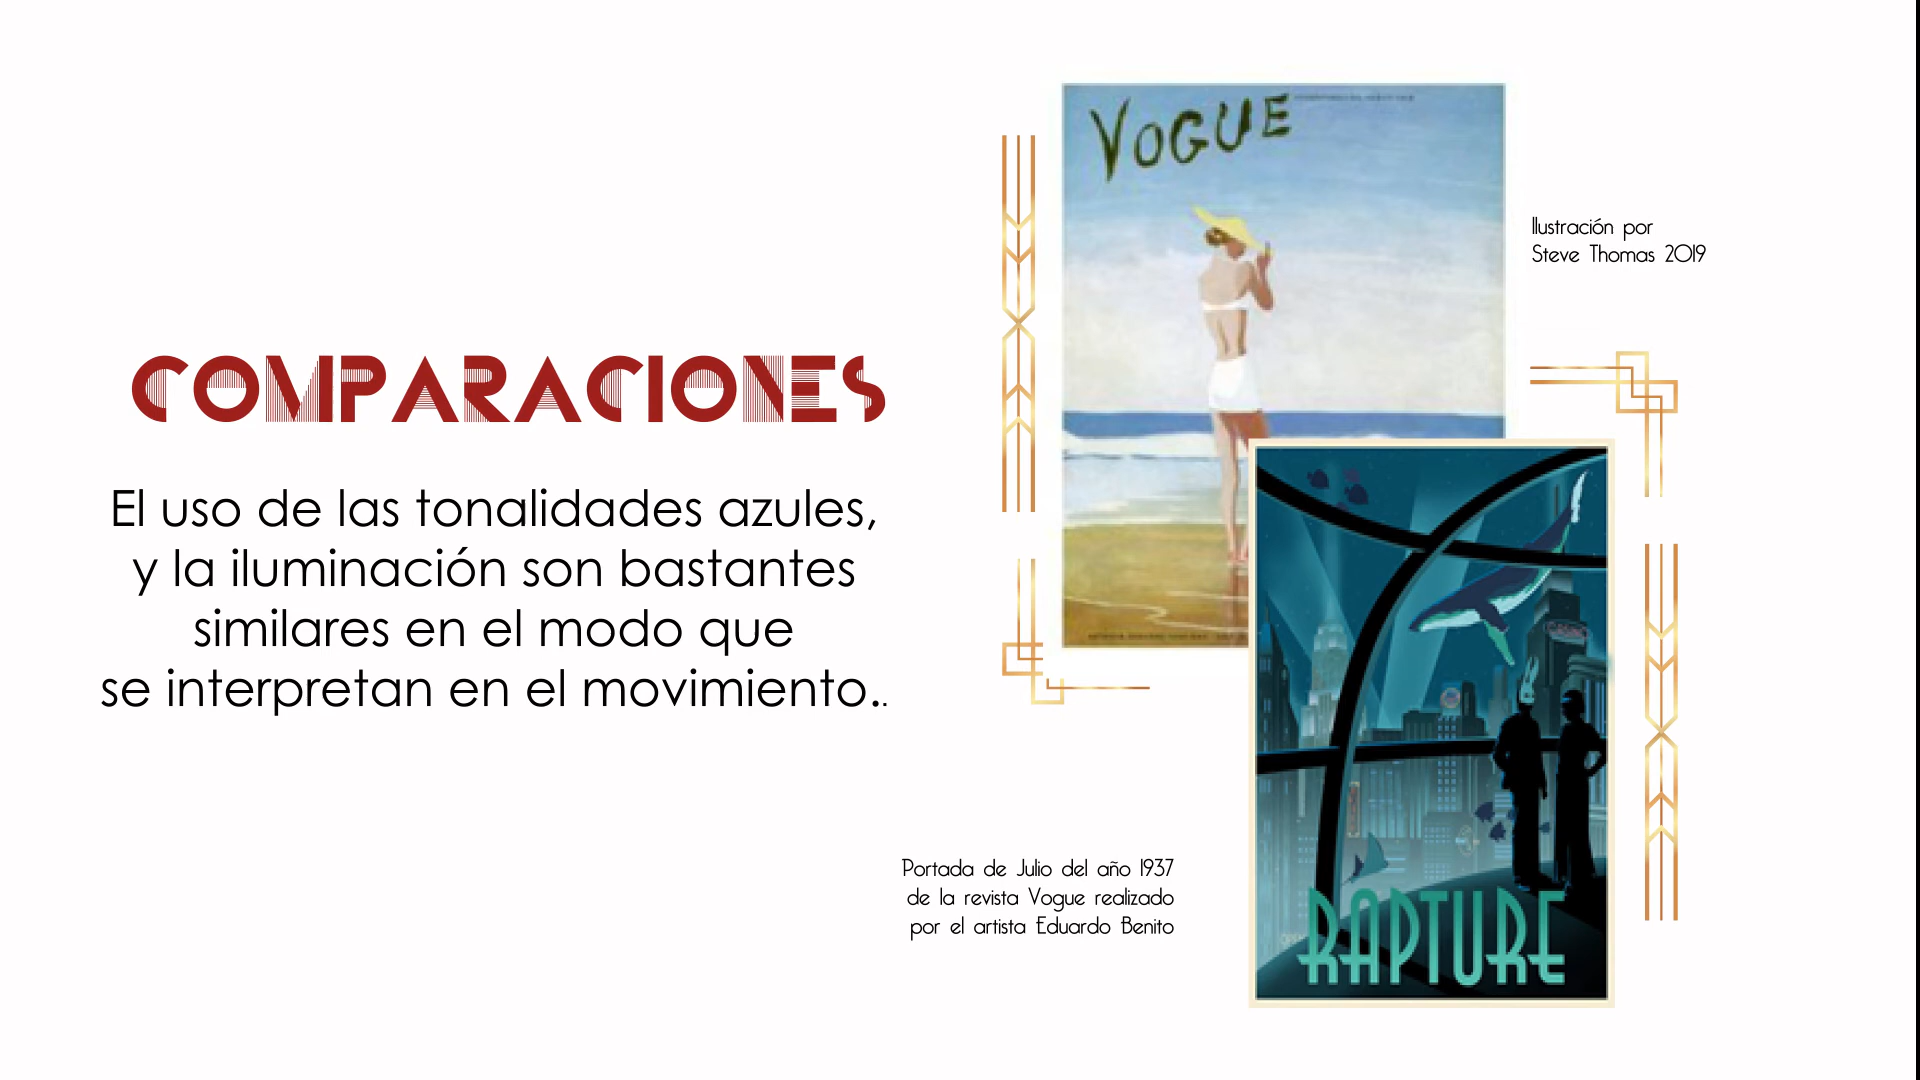 COMPARACIONES
El uso de las tonalidades azules,
y la iluminación son bastantes
similares en el modo que
se interpretan en el movimiento..
VOGUE
Ilustración por
Steve Thomas 2019
RAPTURE
Portada de Julio del año 1937
de la revista Vogue realizado
por el artista Eduardo Benito